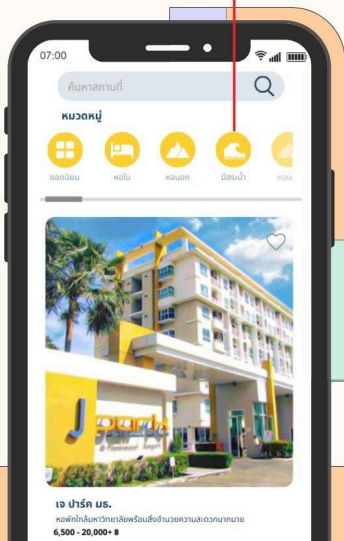 07:00
ค้นหาสถานที่
หมวดหมู่
ยอดนิยม หอใน หอนอก มีสระน้ำ หอน
J park
เจ ปาร์ค มธ.
หอพักใกล้มหาวิทยาลัยพร้อมสิ่งอำนวยความสะดวกมากมาย
6,500 - 20,000+ ฿